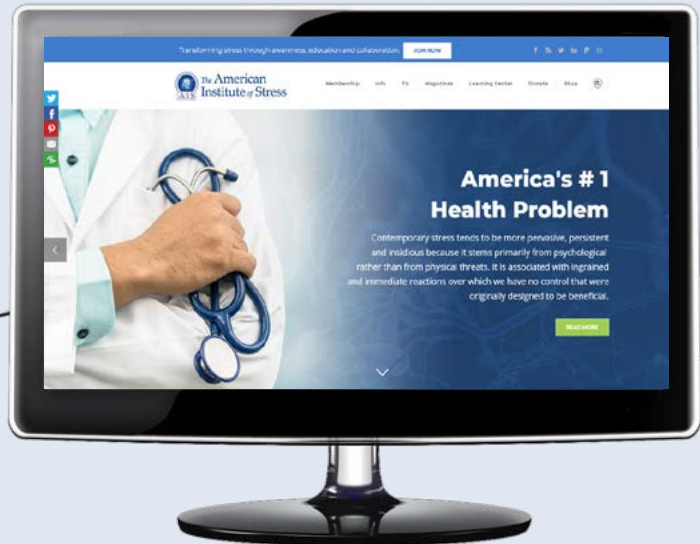 Transforming stress through awareness, education and collaboration. JOIN NOW
The American
Institute of Stress
AIS
Membership Info TV Magazines Learning Center Donate Shop
America's # 1
Health Problem
Contemporary stress tends to be more pervasive, persistent
and insidious because it stems primarily from psychological
rather than from physical threats. It is associated with ingrained
and immediate reactions over which we have no control that were
originally designed to be beneficial.
READ MORE